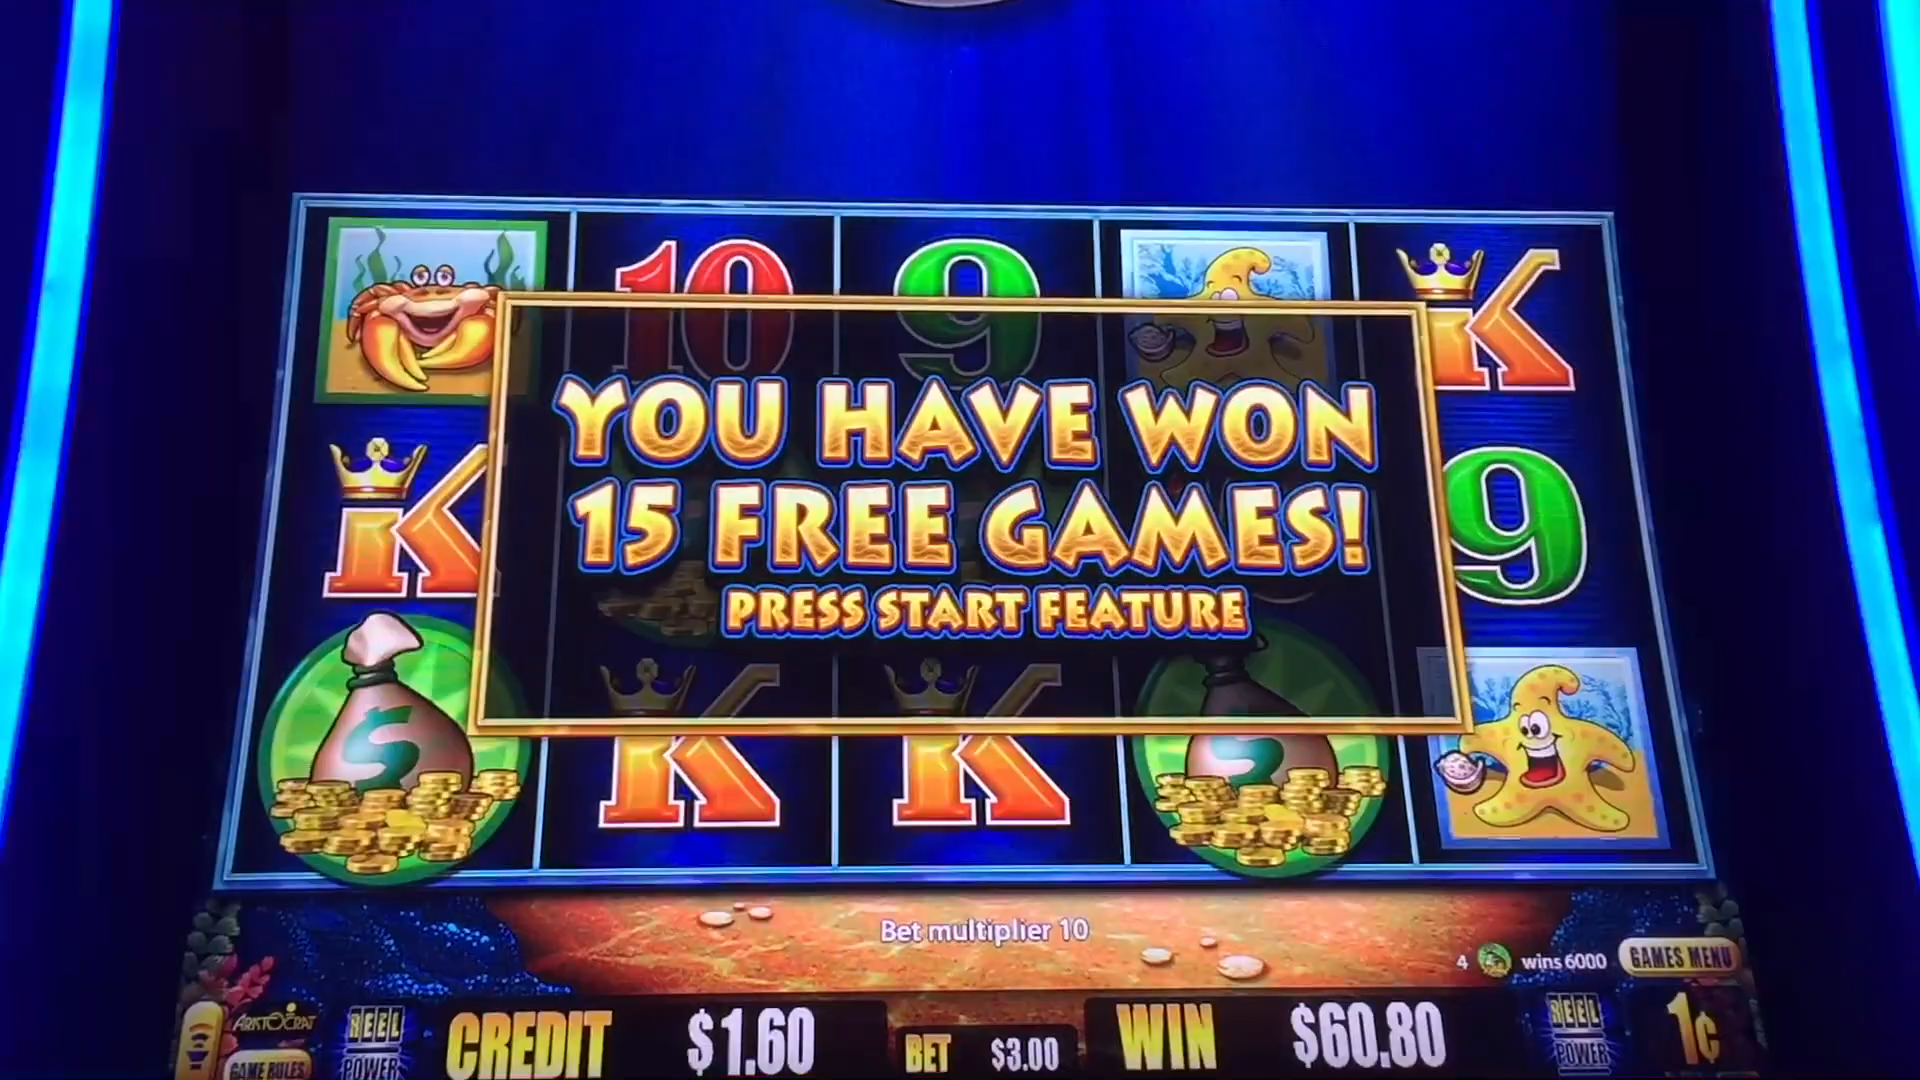 10 9 K
YOU HAVE WON
15 FREE GAMES!
PRESS START FEATURE
K 9
$ K K $
Bet multiplier 10
4 wins 6000 GAMES MENU
ARISTOCRAT REEL POWER CREDIT $1.60 BET $3.00 WIN $60.80 REEL POWER 1¢
GAME RULES